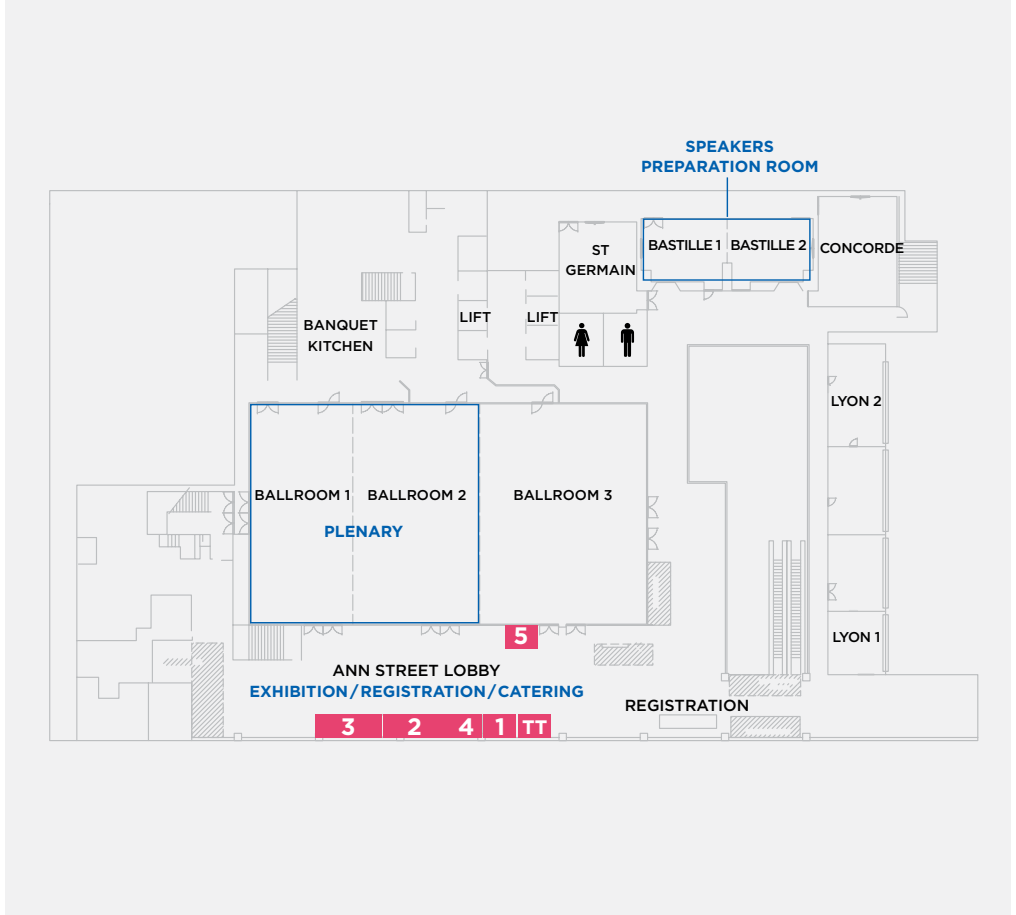 SPEAKERS
PREPARATION ROOM
ST
GERMAIN
BASTILLE 1
BASTILLE 2
CONCORDE
BANQUET
KITCHEN
LIFT
LIFT
LYON 2
BALLROOM 1
BALLROOM 2
BALLROOM 3
PLENARY
LYON 1
5
ANN STREET LOBBY
EXHIBITION/REGISTRATION/CATERING
REGISTRATION
3
2
4
1
TT